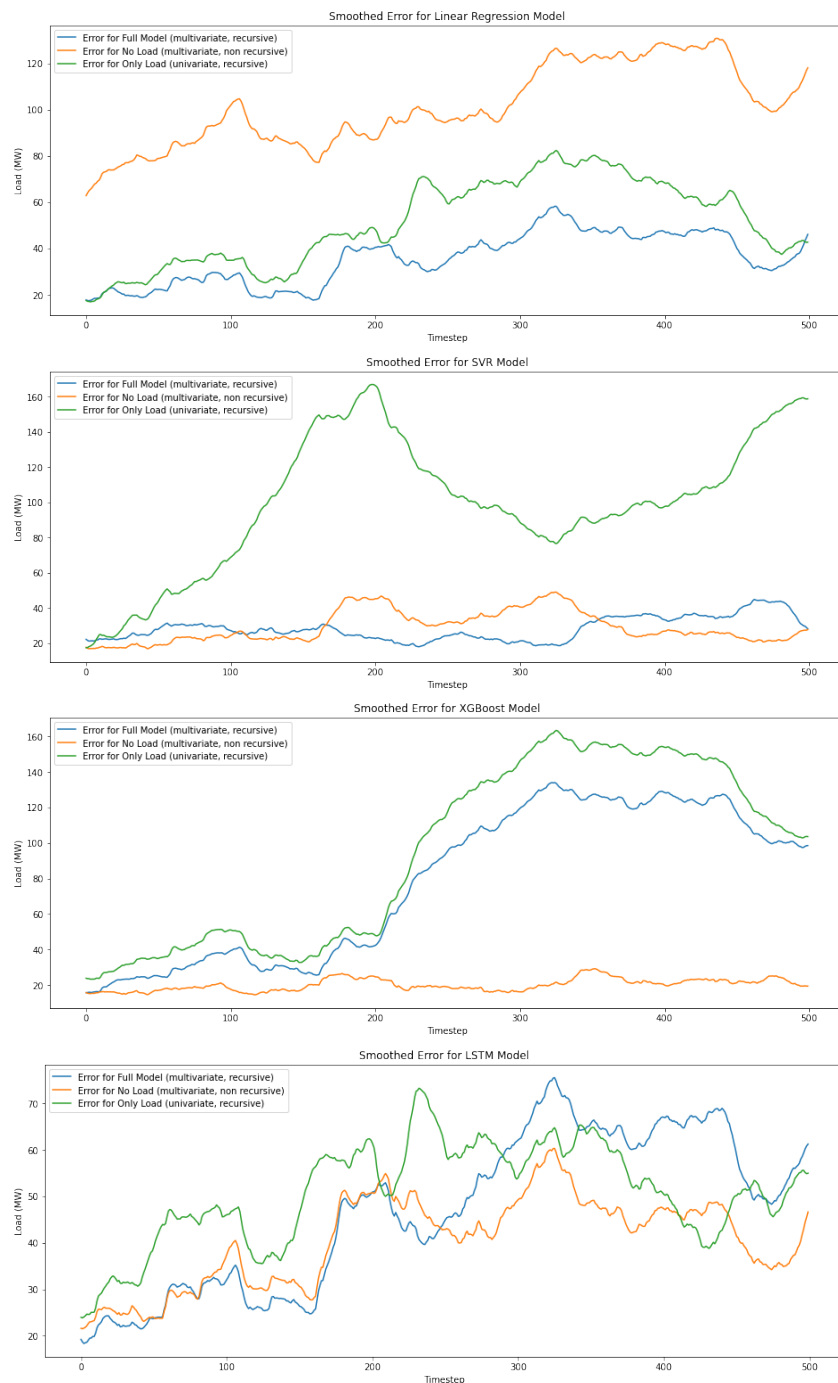 Smoothed Error for Linear Regression Model
Error for Full Model (multivariate, recursive)
Error for No Load (multivariate, non recursive)
Error for Only Load (univariate, recursive)
120
100
80
60
40
20
Load (MW)
0 100 200 300 400 500
Timestep
Smoothed Error for SVR Model
Error for Full Model (multivariate, recursive)
Error for No Load (multivariate, non recursive)
Error for Only Load (univariate, recursive)
160
140
120
100
80
60
40
20
Load (MW)
0 100 200 300 400 500
Timestep
Smoothed Error for XGBoost Model
Error for Full Model (multivariate, recursive)
Error for No Load (multivariate, non recursive)
Error for Only Load (univariate, recursive)
160
140
120
100
80
60
40
20
Load (MW)
0 100 200 300 400 500
Timestep
Smoothed Error for LSTM Model
Error for Full Model (multivariate, recursive)
Error for No Load (multivariate, non recursive)
Error for Only Load (univariate, recursive)
70
60
50
40
30
20
Load (MW)
0 100 200 300 400 500
Timestep